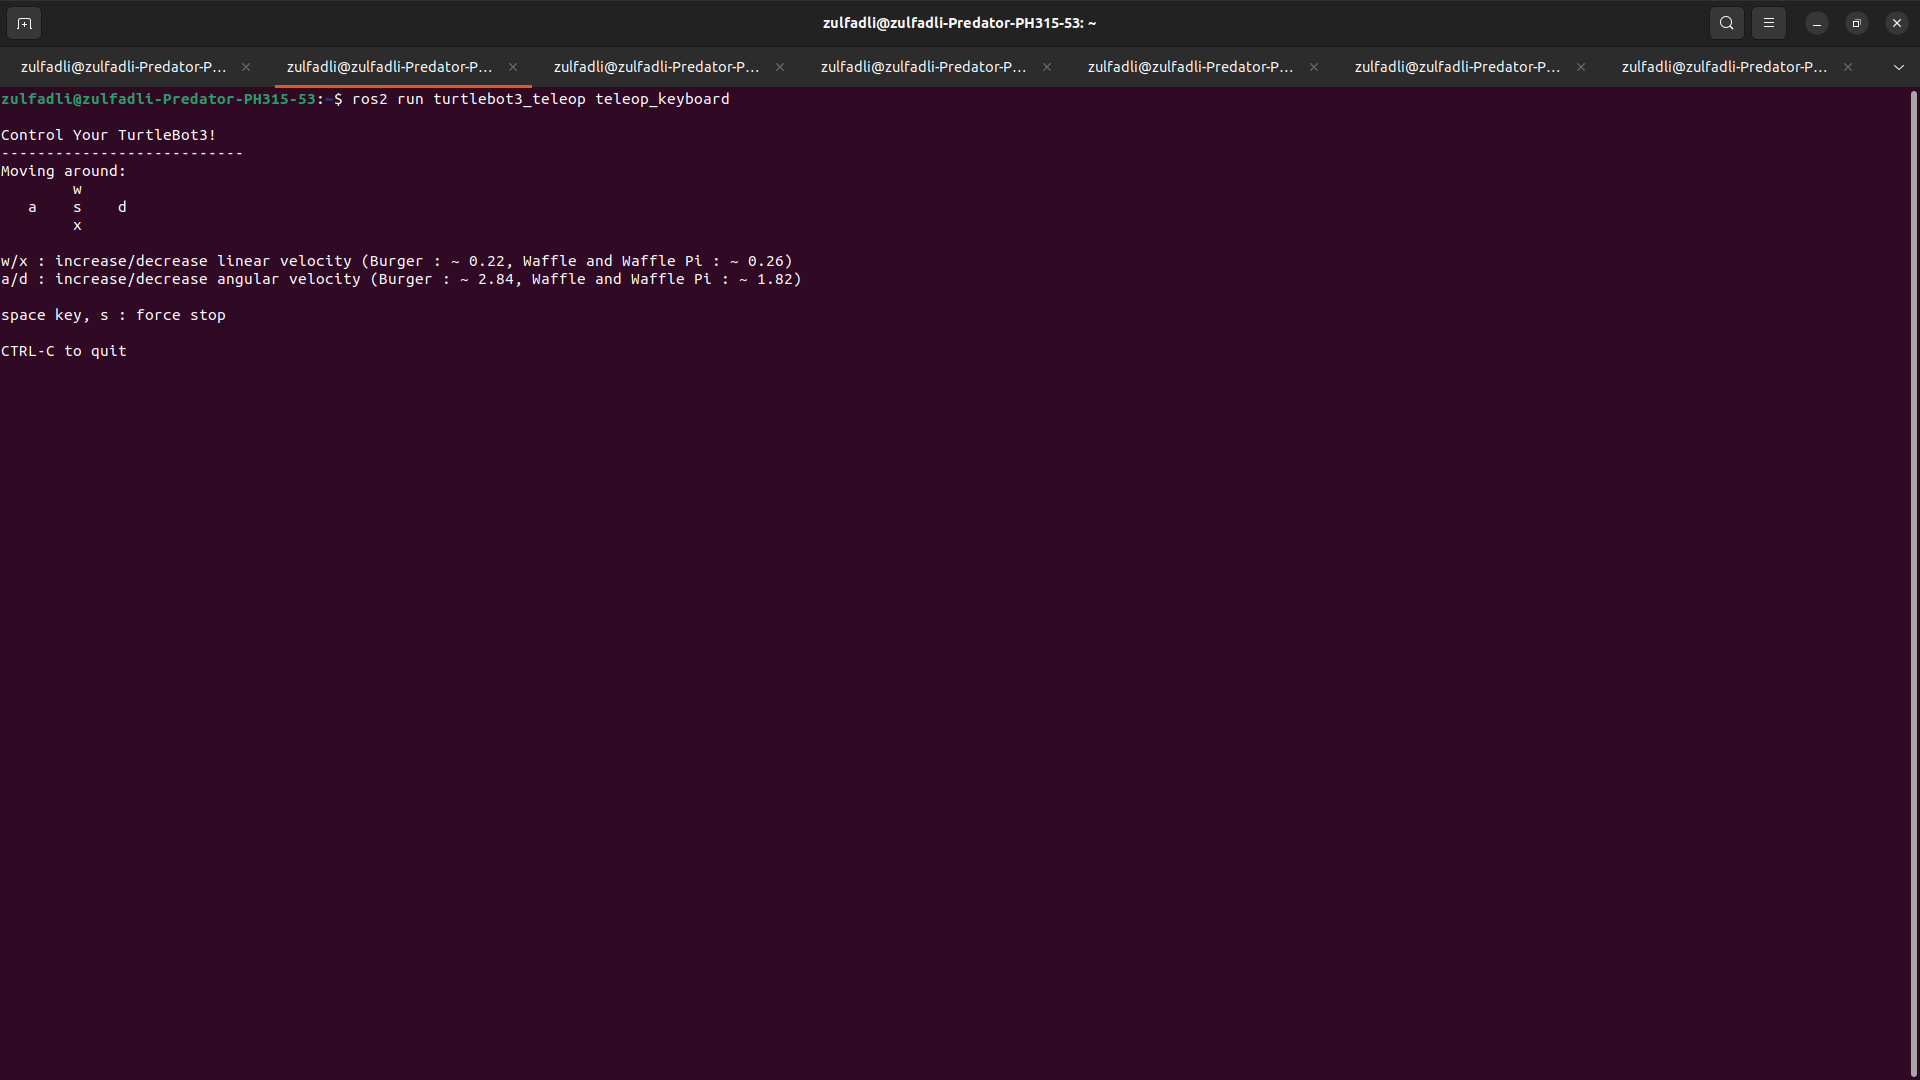 zulfadli@zulfadli-Predator-PH315-53: ~
zulfadli@zulfadli-Predator-P... × zulfadli@zulfadli-Predator-P... × zulfadli@zulfadli-Predator-P... × zulfadli@zulfadli-Predator-P... × zulfadli@zulfadli-Predator-P... × zulfadli@zulfadli-Predator-P... × zulfadli@zulfadli-Predator-P... ×
zulfadli@zulfadli-Predator-PH315-53:~$ ros2 run turtlebot3_teleop teleop_keyboard
Control Your TurtleBot3!
---------------------------
Moving around:
w
a s d
x
w/x : increase/decrease linear velocity (Burger : ~ 0.22, Waffle and Waffle Pi : ~ 0.26)
a/d : increase/decrease angular velocity (Burger : ~ 2.84, Waffle and Waffle Pi : ~ 1.82)
space key, s : force stop
CTRL-C to quit